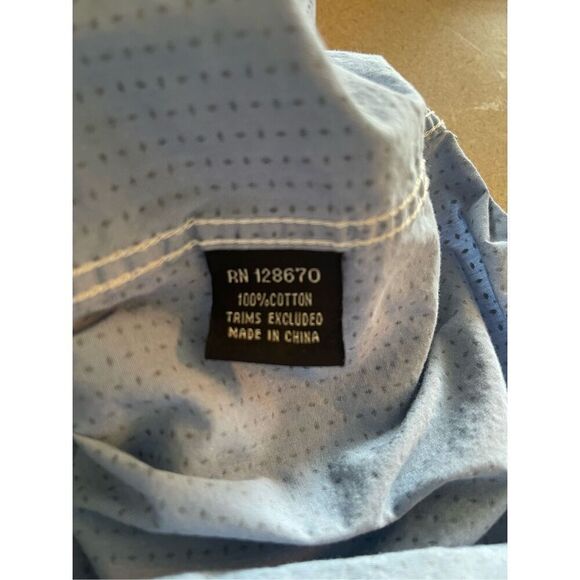 RN 128670
100%COTTON
TRIMS EXCLUDED
MADE IN CHINA